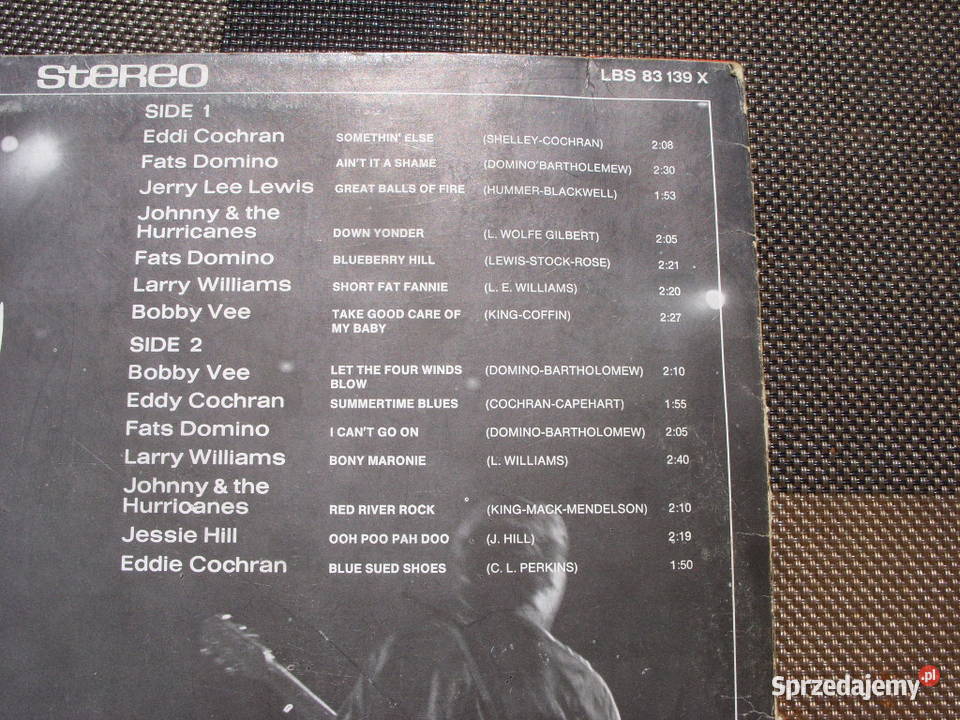 stereo LBS 83 139 X
SIDE 1
Eddi Cochran SOMETHIN' ELSE (SHELLEY-COCHRAN) 2:08
Fats Domino AIN'T IT A SHAME (DOMINO'BARTHOLEMEW) 2:30
Jerry Lee Lewis GREAT BALLS OF FIRE (HUMMER-BLACKWELL) 1:53
Johnny & the
Hurricanes DOWN YONDER (L. WOLFE GILBERT) 2:05
Fats Domino BLUEBERRY HILL (LEWIS-STOCK-ROSE) 2:21
Larry Williams SHORT FAT FANNIE (L. E. WILLIAMS) 2:20
Bobby Vee TAKE GOOD CARE OF (KING-COFFIN) 2:27
MY BABY
SIDE 2
Bobby Vee LET THE FOUR WINDS (DOMINO-BARTHOLOMEW) 2:10
BLOW
Eddy Cochran SUMMERTIME BLUES (COCHRAN-CAPEHART) 1:55
Fats Domino I CAN'T GO ON (DOMINO-BARTHOLOMEW) 2:05
Larry Williams BONY MARONIE (L. WILLIAMS) 2:40
Johnny & the
Hurricanes RED RIVER ROCK (KING-MACK-MENDELSON) 2:10
Jessie Hill OOH POO PAH DOO (J. HILL) 2:19
Eddie Cochran BLUE SUED SHOES (C. L. PERKINS) 1:50
Sprzedajemy.pl